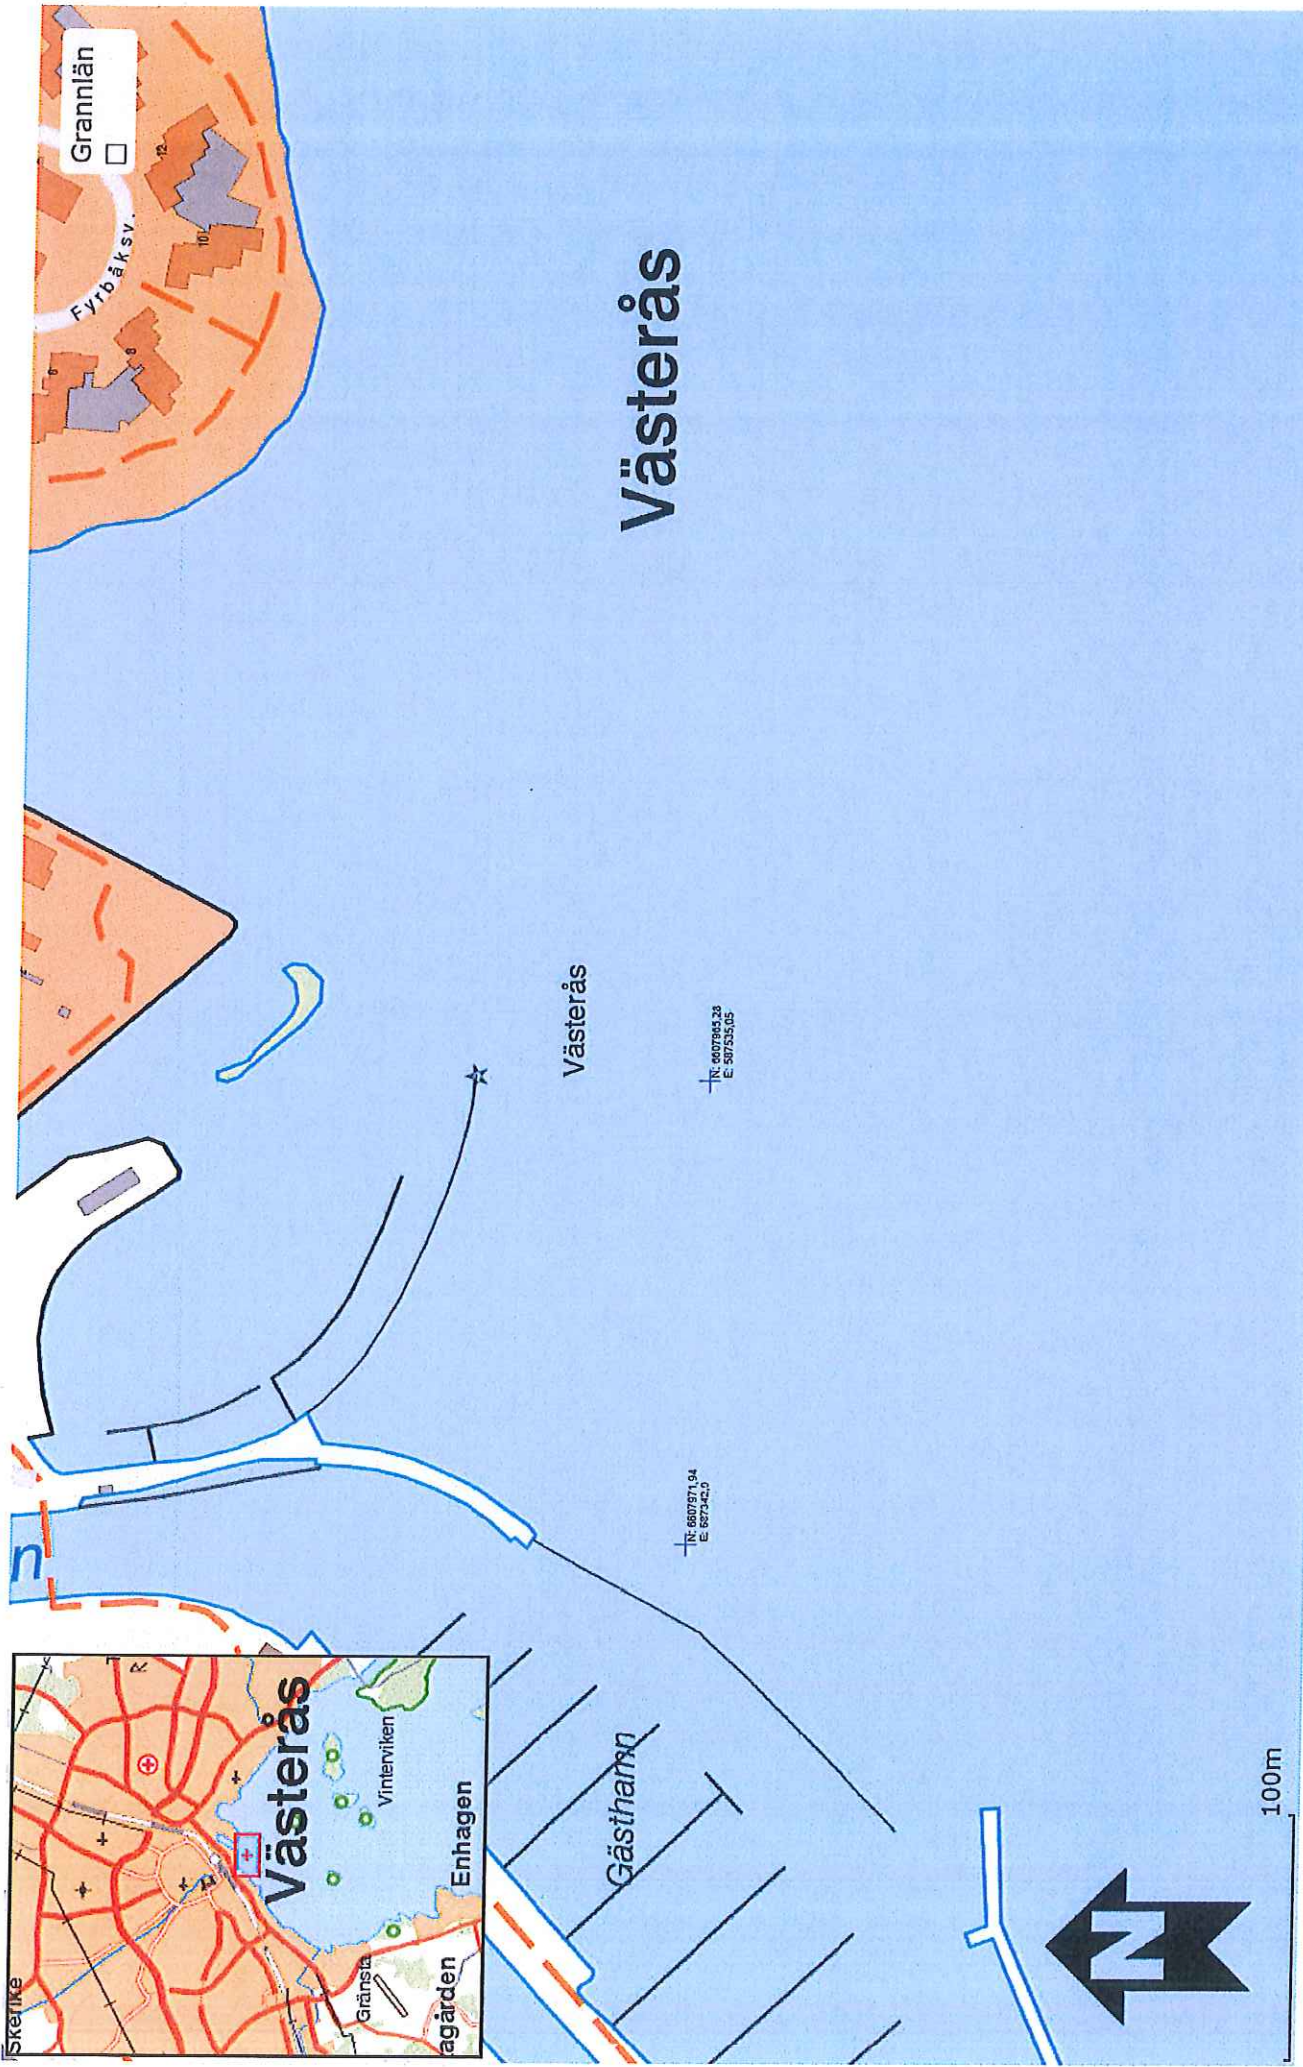 Grannlän
Fyrbåksv.
12
10
8
6
Västerås
Västerås
N: 6607965,28
E: 587535,05
N: 6607971,94
E: 587342,9
n
Gästhamn
100m
N
Skerike
R
Västerås
Vinterviken
Enhagen
Gränsta
agården